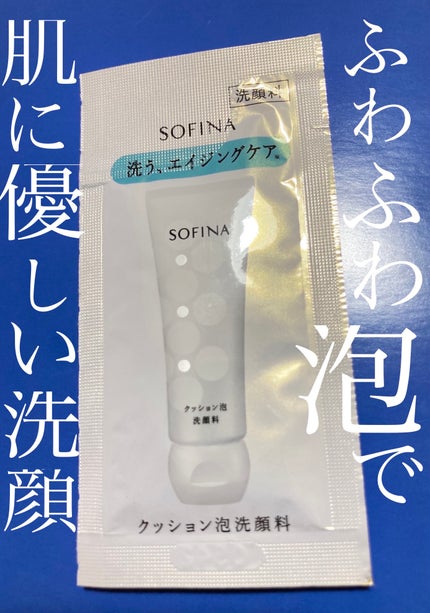 ふわふわ泡で
肌に優しい洗顔
洗顔料
SOFINA
洗う、エイジングケア
SOFINA
クッション泡
洗顔料
クッション泡洗顔料